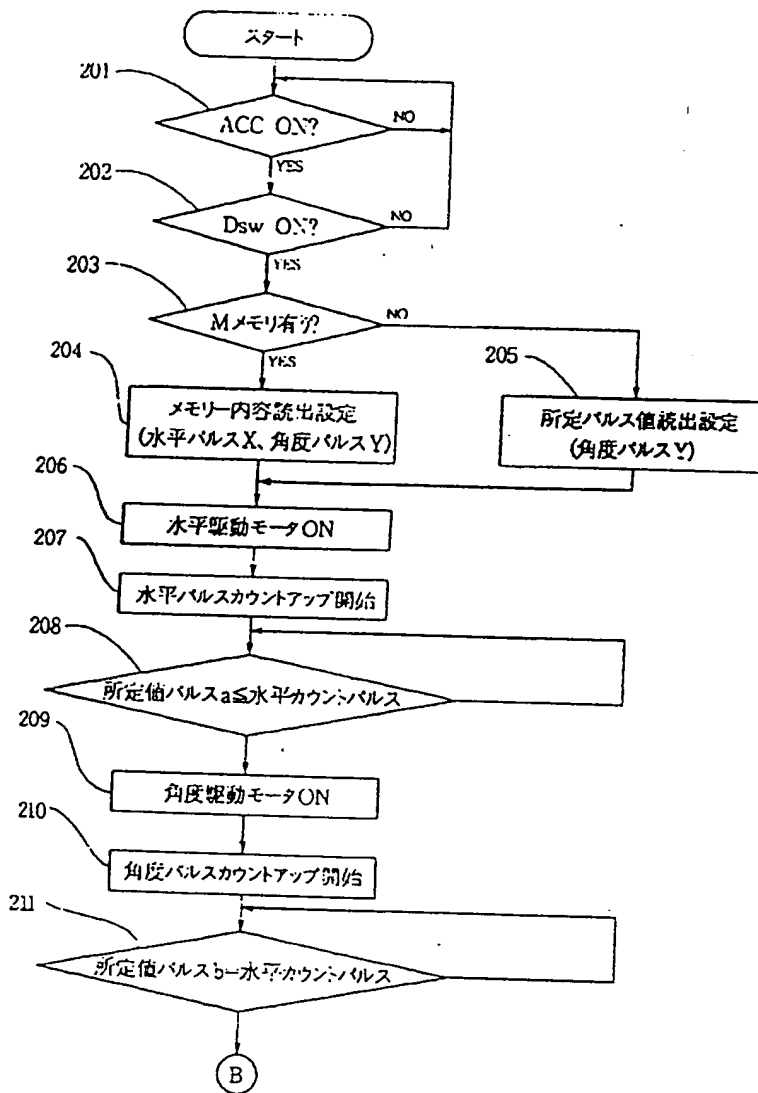 スタート
201
ACC ON?
NO
YES
202
Dsw ON?
NO
YES
203
Mメモリ有り?
NO
YES
204
メモリー内容読出設定
(水平パルスX、角度パルスY)
205
所定パルス値読出設定
(角度パルスY)
206
水平駆動モータON
207
水平パルスカウントアップ開始
208
所定値パルスa≦水平カウントパルス
209
角度駆動モータON
210
角度パルスカウントアップ開始
211
所定値パルスb=水平カウントパルス
B